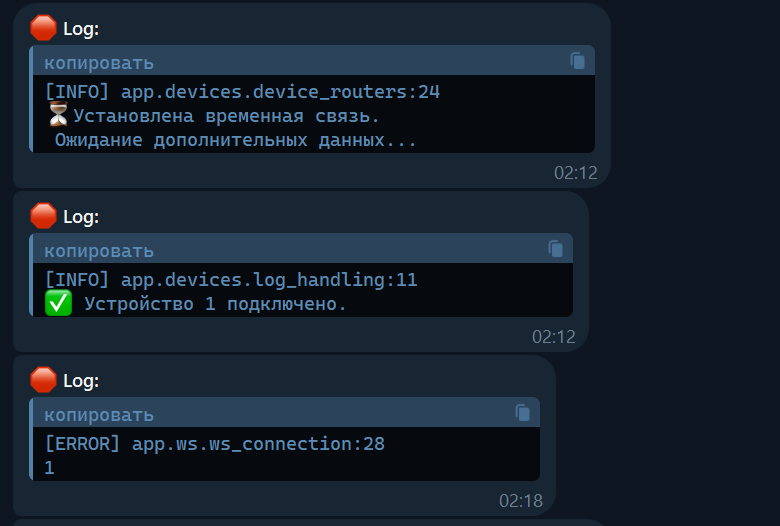 Log:
копировать
[INFO] app.devices.device_routers:24
⏳Установлена временная связь.
Ожидание дополнительных данных...
02:12
Log:
копировать
[INFO] app.devices.log_handling:11
✅ Устройство 1 подключено.
02:12
Log:
копировать
[ERROR] app.ws.ws_connection:28
1
02:18